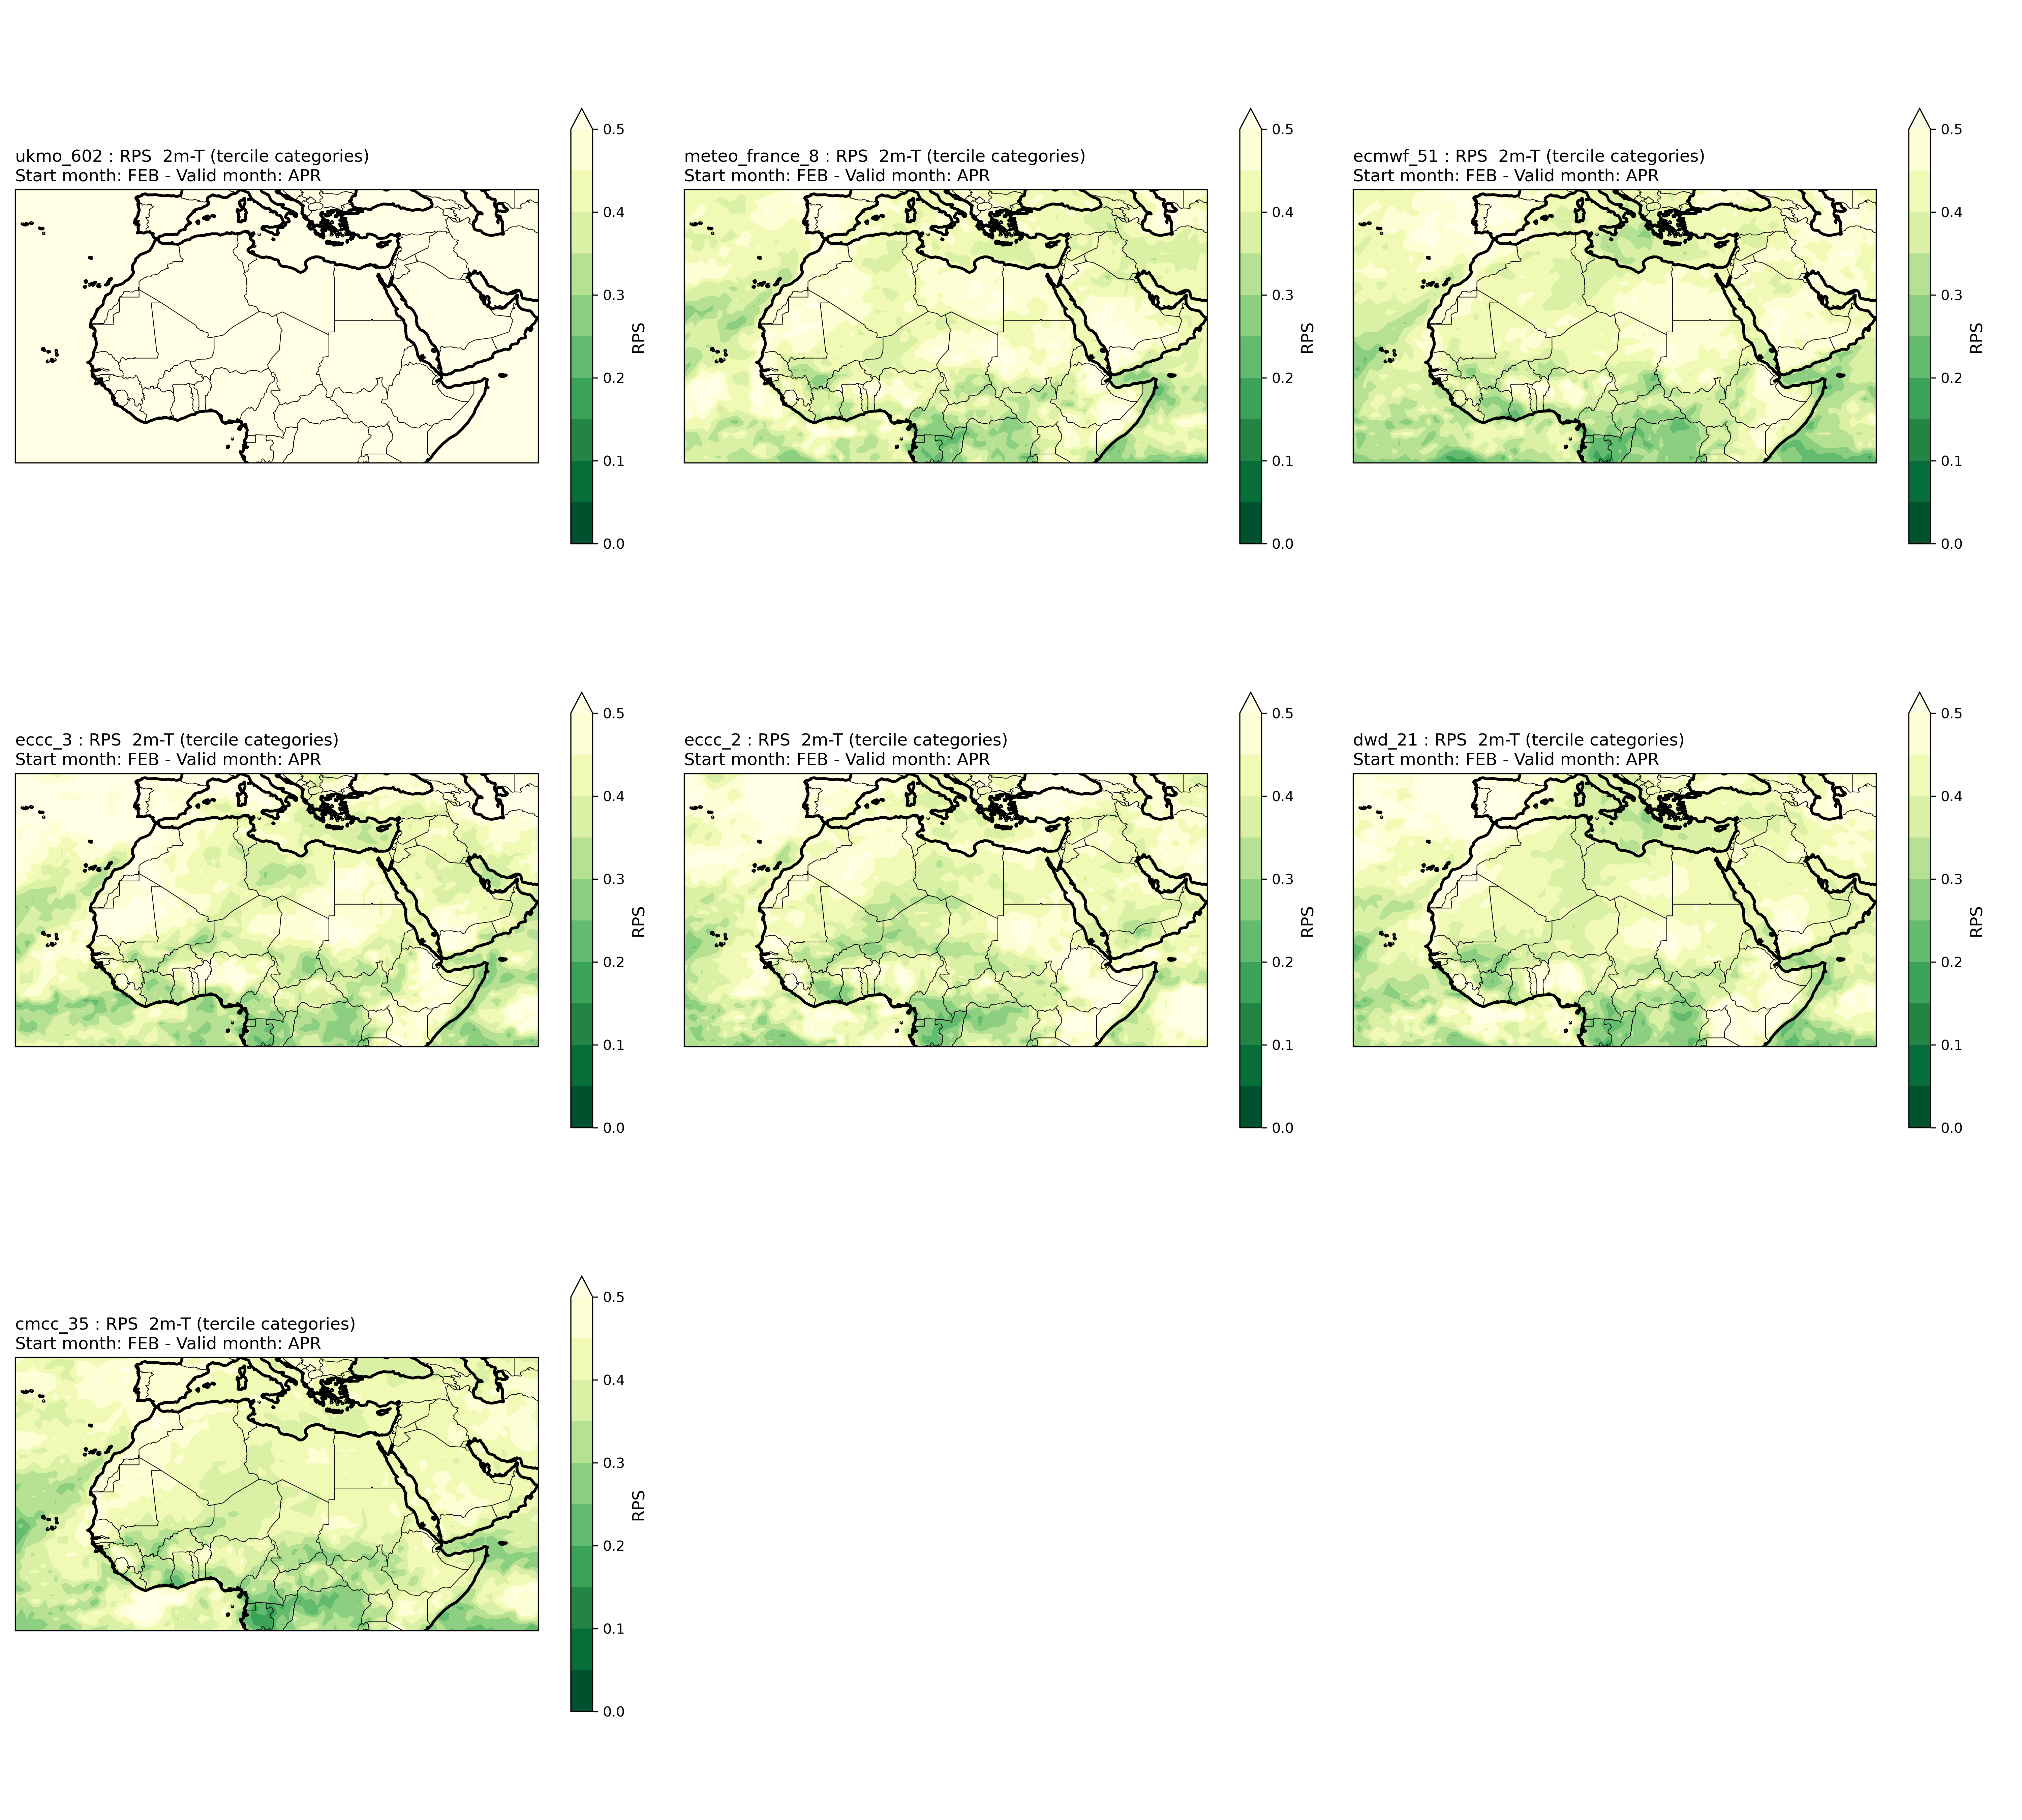 ukmo_602 : RPS  2m-T (tercile categories)
Start month: FEB - Valid month: APR
0.5
0.4
0.3
0.2
0.1
0.0
RPS
meteo_france_8 : RPS  2m-T (tercile categories)
Start month: FEB - Valid month: APR
0.5
0.4
0.3
0.2
0.1
0.0
RPS
ecmwf_51 : RPS  2m-T (tercile categories)
Start month: FEB - Valid month: APR
0.5
0.4
0.3
0.2
0.1
0.0
RPS
eccc_3 : RPS  2m-T (tercile categories)
Start month: FEB - Valid month: APR
0.5
0.4
0.3
0.2
0.1
0.0
RPS
eccc_2 : RPS  2m-T (tercile categories)
Start month: FEB - Valid month: APR
0.5
0.4
0.3
0.2
0.1
0.0
RPS
dwd_21 : RPS  2m-T (tercile categories)
Start month: FEB - Valid month: APR
0.5
0.4
0.3
0.2
0.1
0.0
RPS
cmcc_35 : RPS  2m-T (tercile categories)
Start month: FEB - Valid month: APR
0.5
0.4
0.3
0.2
0.1
0.0
RPS